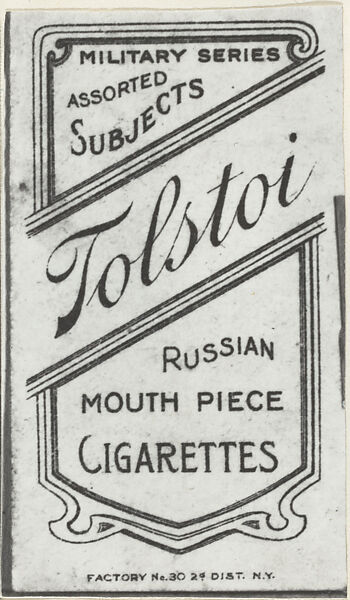 MILITARY SERIES
ASSORTED
SUBJECTS
Tolstoi
RUSSIAN
MOUTH PIECE
CIGARETTES
FACTORY No. 30 2d DIST. N.Y.